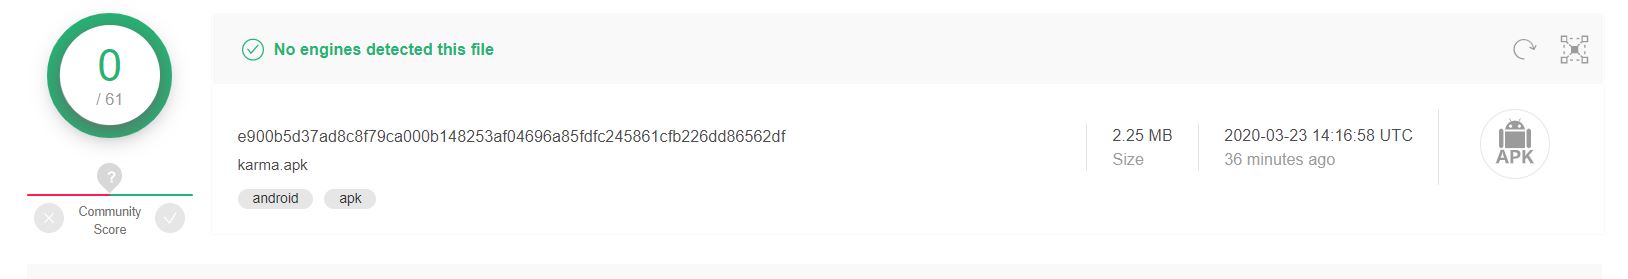 0
/ 61
?
Community
Score
No engines detected this file
e900b5d37ad8c8f79ca000b148253af04696a85fdfc245861cfb226dd86562df
karma.apk
android apk
2.25 MB
Size
2020-03-23 14:16:58 UTC
36 minutes ago
APK